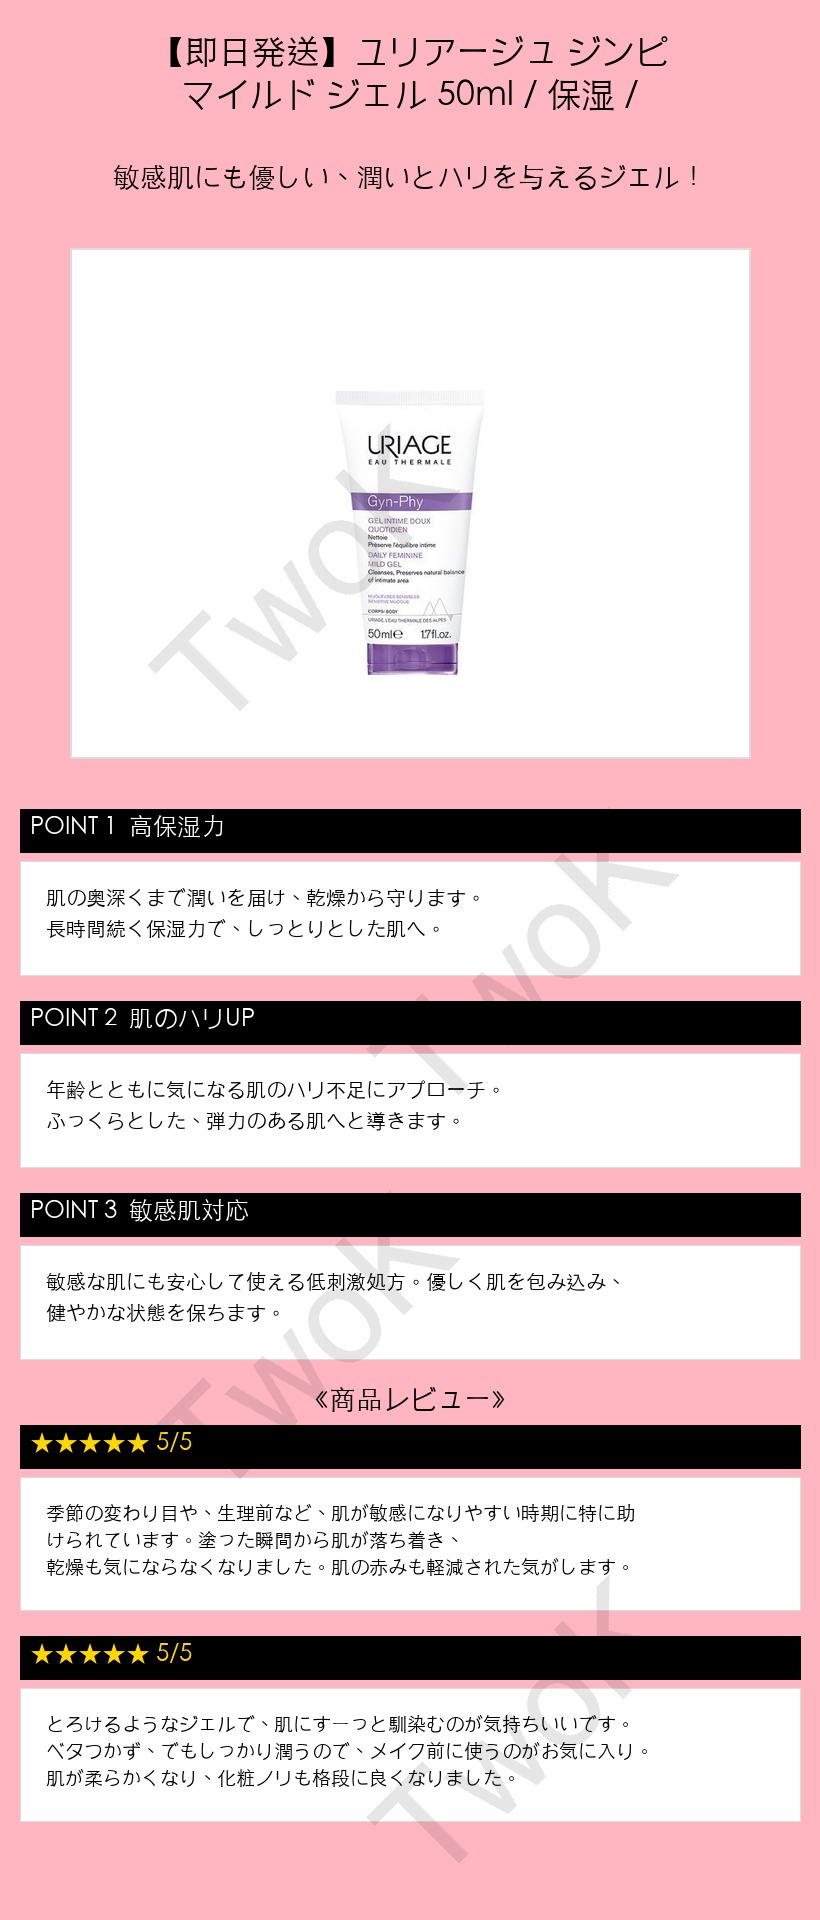 【即日発送】ユリアージュ ジンピ
マイルド ジェル 50ml / 保湿 /
敏感肌にも優しい、潤いとハリを与えるジェル！
URIAGE
EAU THERMALE
Gyn-Phy
GEL INTIME DOUX
QUOTIDIEN
Nettoie
Préserve l'équilibre intime
DAILY FEMININE
MILD GEL
Cleanses, Preserves natural balance
of intimate area
MUQUEUSES SENSIBLES
SENSITIVE MUCOUS
CORPS/ BODY
URIAGE, L'EAU THERMALE DES ALPES
50ml℮ 1.7fl.oz.
TwoK
POINT 1 高保湿力
肌の奥深くまで潤いを届け、乾燥から守ります。
長時間続く保湿力で、しっとりとした肌へ。
TwoK
POINT 2 肌のハリUP
年齢とともに気になる肌のハリ不足にアプローチ。
ふっくらとした、弾力のある肌へと導きます。
POINT 3 敏感肌対応
敏感な肌にも安心して使える低刺激処方。優しく肌を包み込み、
健やかな状態を保ちます。
TwoK
《商品レビュー》
★★★★★ 5/5
季節の変わり目や、生理前など、肌が敏感になりやすい時期に特に助
けられています。塗った瞬間から肌が落ち着き、
乾燥も気にならなくなりました。肌の赤みも軽減された気がします。
★★★★★ 5/5
とろけるようなジェルで、肌にすーっと馴染むのが気持ちいいです。
ベタつかず、でもしっかり潤うので、メイク前に使うのがお気に入り。
肌が柔らかくなり、化粧ノリも格段に良くなりました。
TwoK